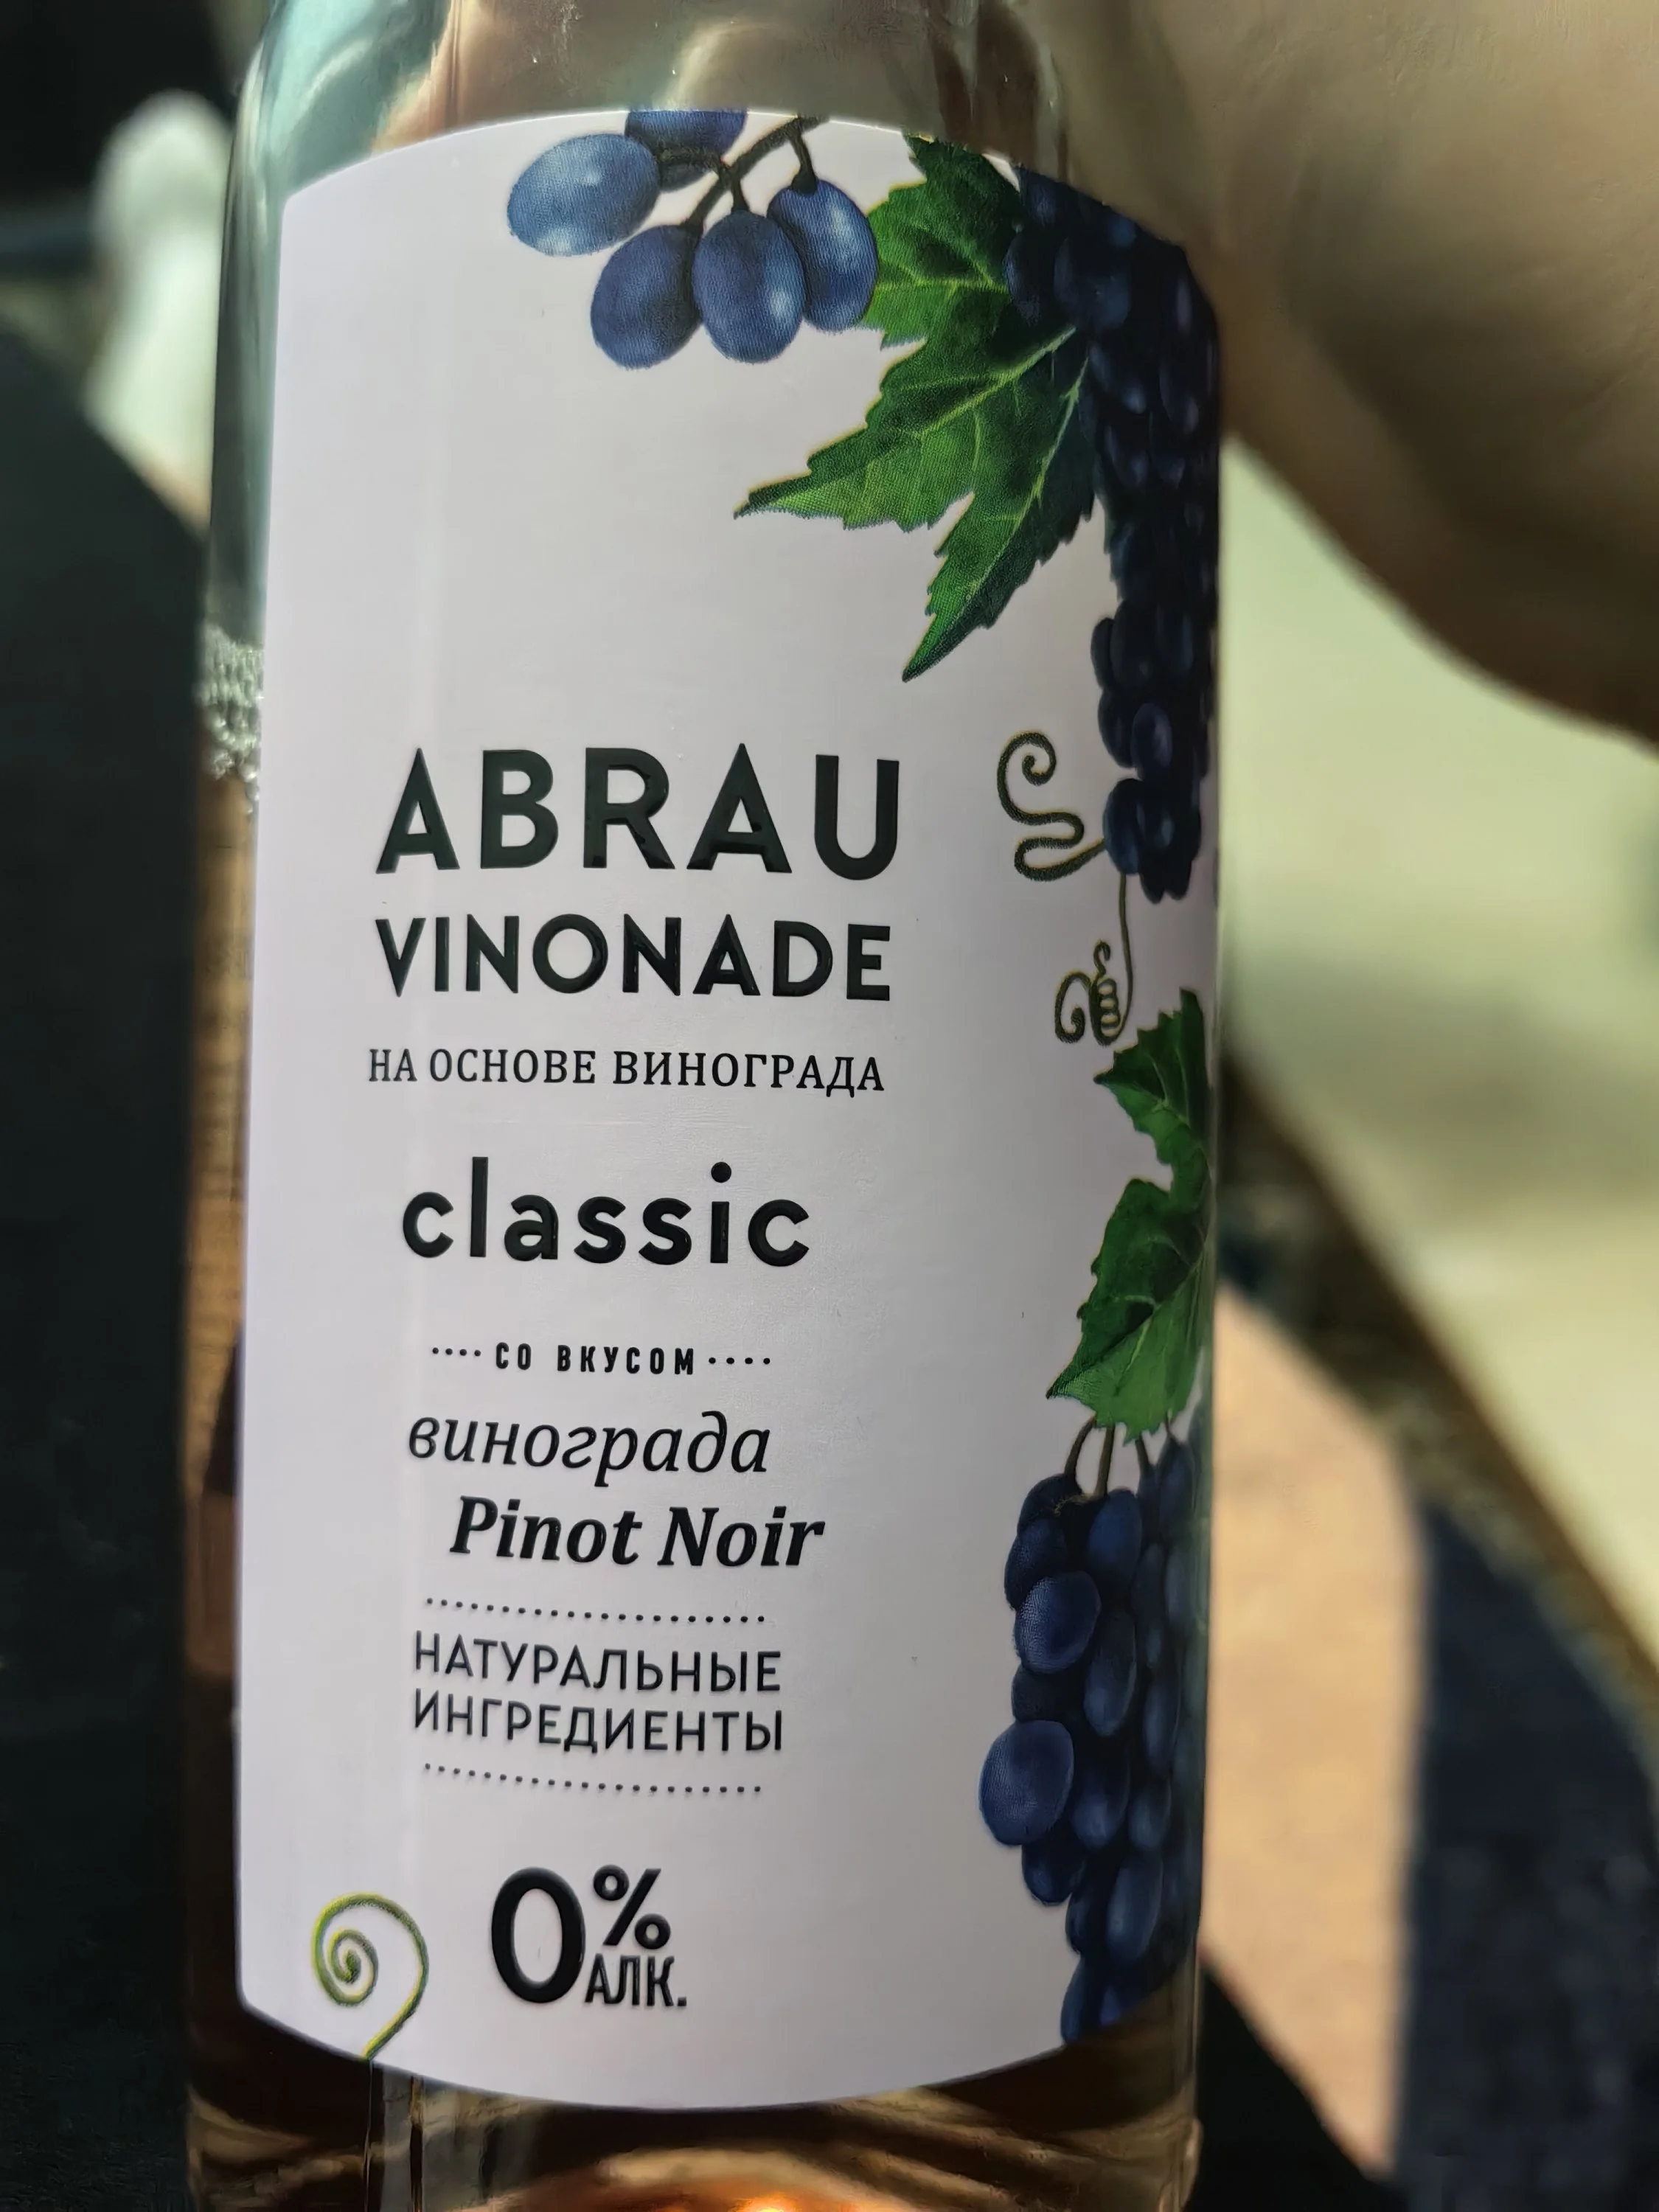 ABRAU
VINONADE
НА ОСНОВЕ ВИНОГРАДА
classic
···· СО ВКУСОМ ····
винограда
Pinot Noir
НАТУРАЛЬНЫЕ
ИНГРЕДИЕНТЫ
0%
АЛК.